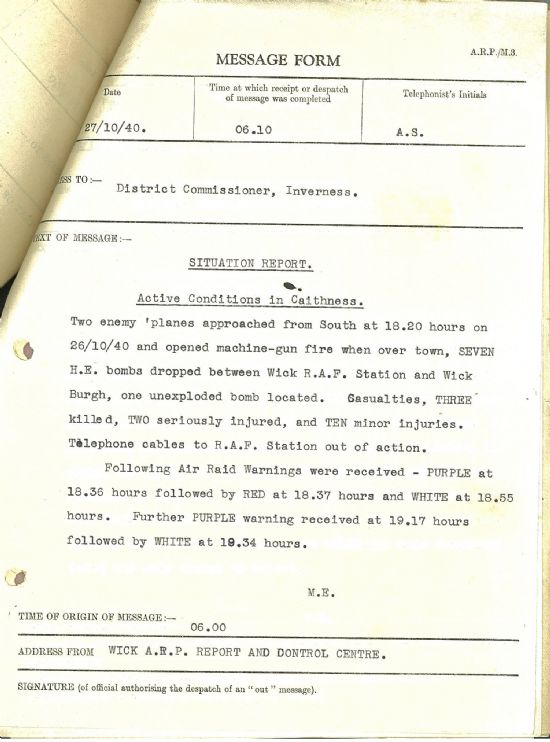 A.R.P./M.3.
MESSAGE FORM
Date
Time at which receipt or despatch
of message was completed
Telephonist's Initials
27/10/40.
06.10
A.S.
ESS TO:—
District Commissioner, Inverness.
EXT OF MESSAGE:—
SITUATION REPORT.
Active Conditions in Caithness.
Two enemy 'planes approached from South at 18.20 hours on
26/10/40 and opened machine-gun fire when over town, SEVEN
H.E. bombs dropped between Wick R.A.F. Station and Wick
Burgh, one unexploded bomb located. Gasualties, THREE
killed, TWO seriously injured, and TEN minor injuries.
Telephone cables to R.A.F. Station out of action.
Following Air Raid Warnings were received - PURPLE at
18.36 hours followed by RED at 18.37 hours and WHITE at 18.55
hours. Further PURPLE warning received at 19.17 hours
followed by WHITE at 19.34 hours.
M.E.
TIME OF ORIGIN OF MESSAGE:—
06.00
ADDRESS FROM WICK A.R.P. REPORT AND DONTROL CENTRE.
SIGNATURE (of official authorising the despatch of an "out" message).